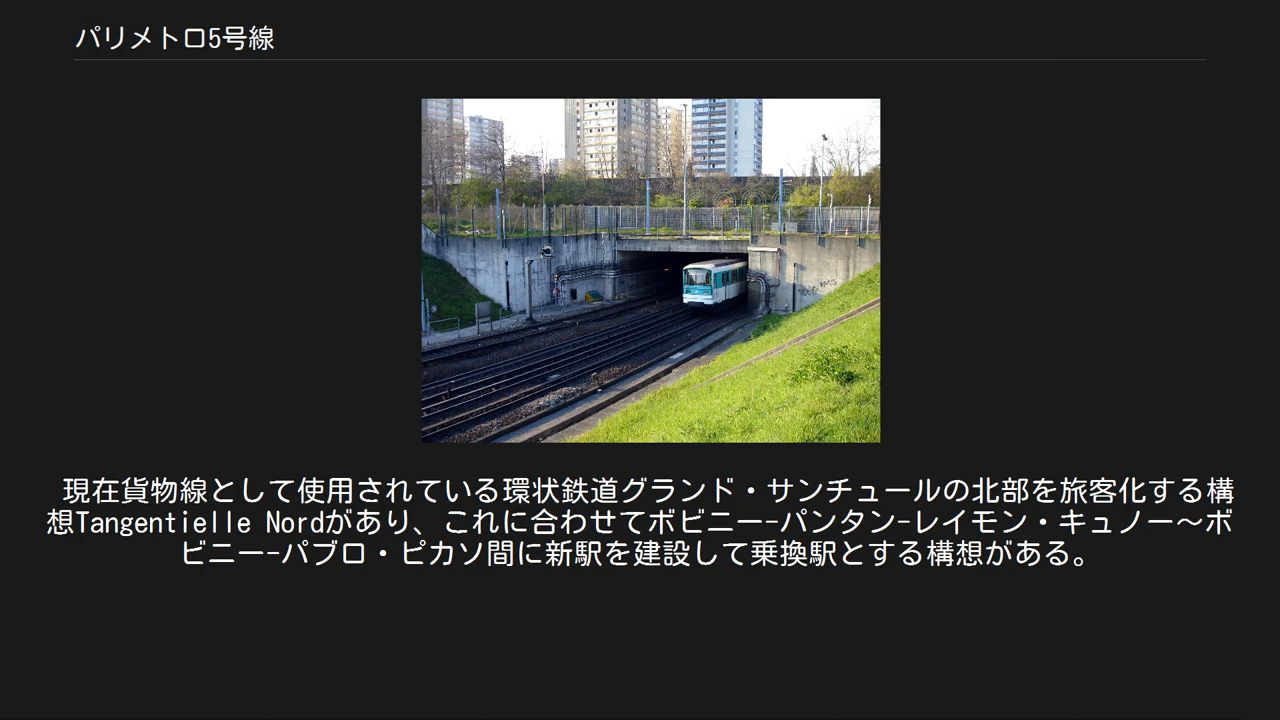 パリメトロ5号線
現在貨物線として使用されている環状鉄道グランド・サンチュールの北部を旅客化する構
想Tangentielle Nordがあり、これに合わせてボビニー-パンタン-レイモン・キュノー〜ボ
ビニー-パブロ・ピカソ間に新駅を建設して乗換駅とする構想がある。